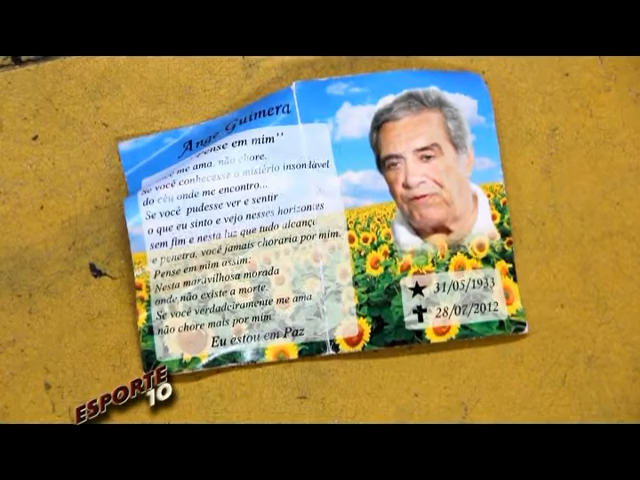 Ange Guimera
"Pense em mim"
você me ama, não chore.
Se você conhecesse o mistério insondável
do céu onde me encontro...
Se você pudesse ver e sentir
o que eu sinto e vejo nesses horizontes
sem fim e nesta luz que tudo alcança
e penetra, você jamais choraria por mim.
Pense em mim assim:
Nesta maravilhosa morada
onde não existe a morte.
Se você verdadeiramente me ama
não chore mais por mim
Eu estou em Paz
31/05/1933
28/07/2012
ESPORTE
10